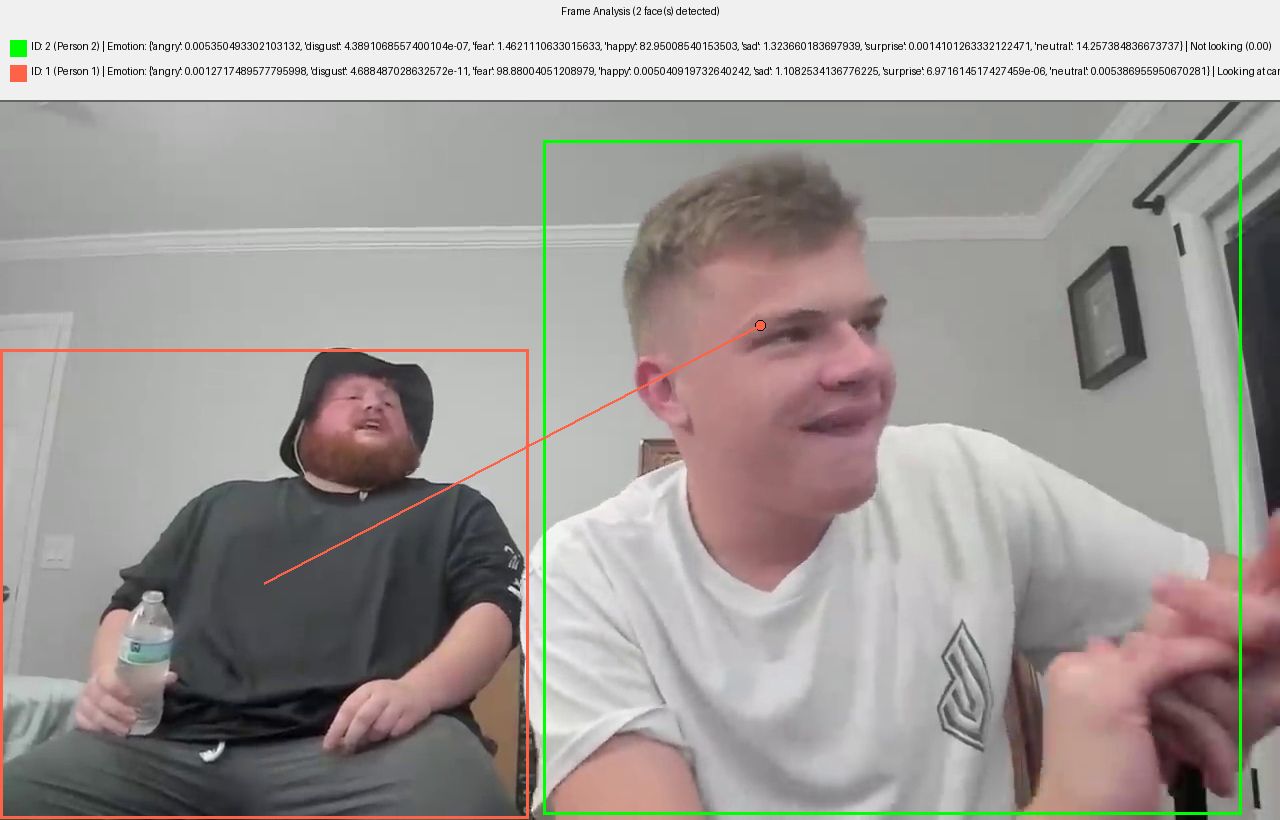 Frame Analysis (2 face(s) detected)
ID: 2 (Person 2) | Emotion: {'angry': 0.005350493302103132, 'disgust': 4.3891068557400104e-07, 'fear': 1.4621110633015633, 'happy': 82.95008540153503, 'sad': 1.323660183697939, 'surprise': 0.0014101263332122471, 'neutral': 14.257384836673737} | Not looking (0.00)
ID: 1 (Person 1) | Emotion: {'angry': 0.0012717489577795998, 'disgust': 4.688487028632572e-11, 'fear': 98.88004051208979, 'happy': 0.005040919732640242, 'sad': 1.1082534136776225, 'surprise': 6.971614517427459e-06, 'neutral': 0.005386955950670281} | Looking at